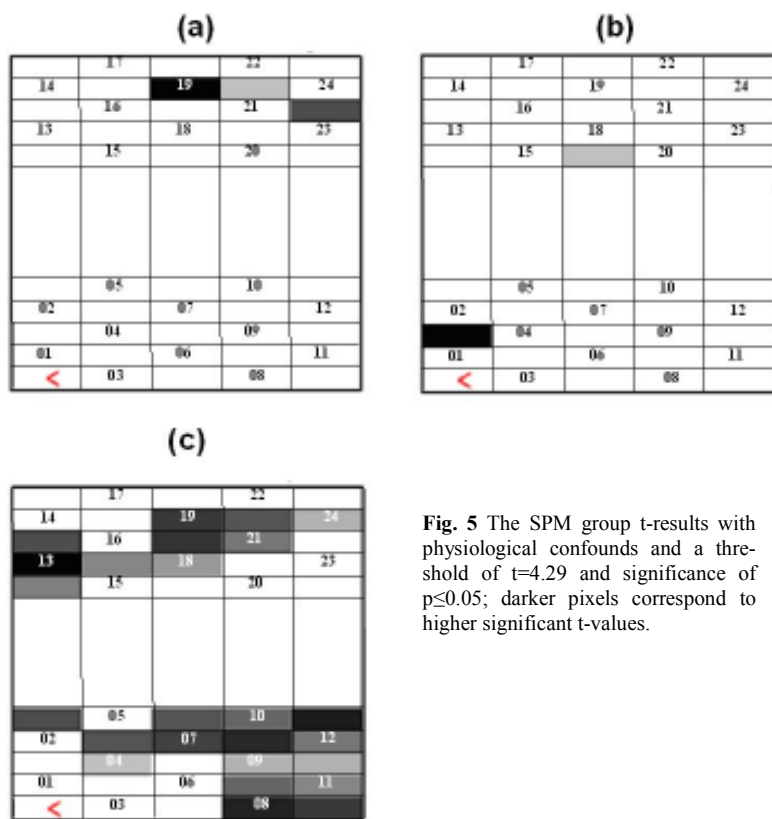 (a)
17 22
14 19 24
16 21
13 18 23
15 20
05 10
02 07 12
04 09
01 06 11
< 03 08
(b)
17 22
14 19 24
16 21
13 18 23
15 20
05 10
02 07 12
04 09
01 06 11
< 03 08
(c)
17 22
14 19 24
16 21
13 18 23
15 20
05 10
02 07 12
04 09
01 06 11
< 03 08
Fig. 5 The SPM group t-results with
physiological confounds and a thre-
shold of t=4.29 and significance of
p≤0.05; darker pixels correspond to
higher significant t-values.